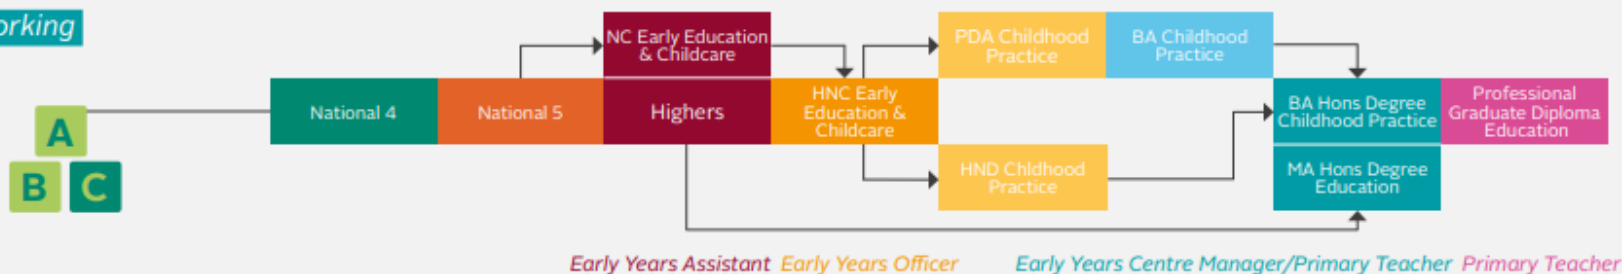 orking
NC Early Education
& Childcare
PDA Childhood
Practice
BA Childhood
Practice
National 4
National 5
Highers
HNC Early
Education &
Childcare
BA Hons Degree
Childhood Practice
Professional
Graduate Diploma
Education
A
B C
HND Chldhood
Practice
MA Hons Degree
Education
Early Years Assistant Early Years Officer Early Years Centre Manager/Primary Teacher Primary Teacher